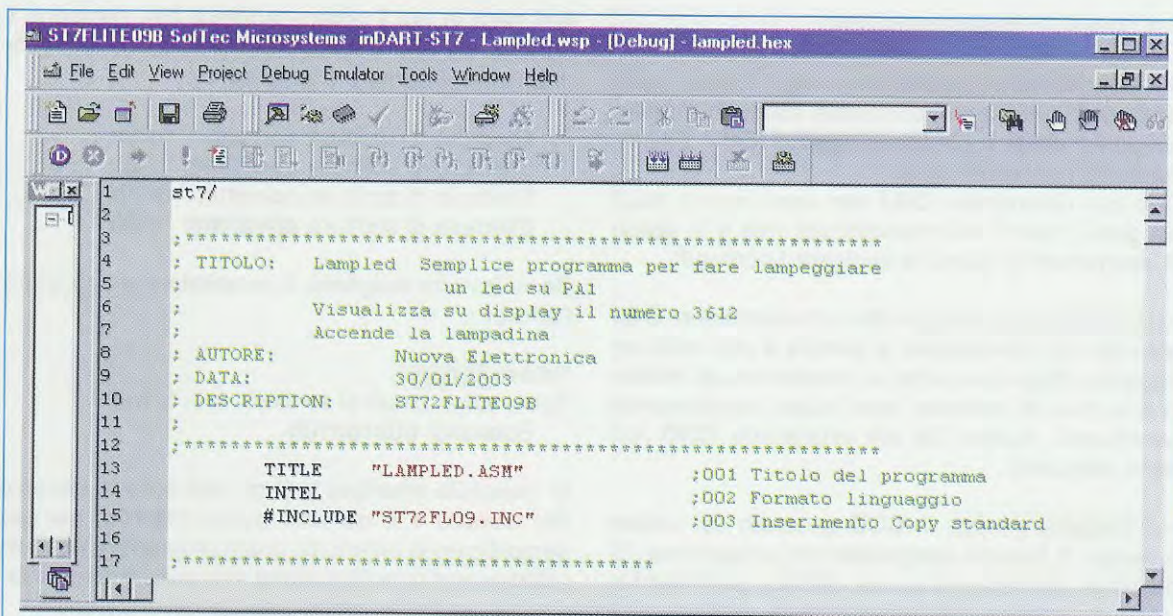 ST7FLITE09B SofTec Microsystems inDART-ST7 - Lampled.wsp - [Debug] - lampled.hex
File Edit View Project Debug Emulator Tools Window Help
1 st7/
2
3 ;************************************************************
4 ; TITOLO: Lampled Semplice programma per fare lampeggiare
5 ; un led su PA1
6 ; Visualizza su display il numero 3612
7 ; Accende la lampadina
8 ; AUTORE: Nuova Elettronica
9 ; DATA: 30/01/2003
10 ; DESCRIPTION: ST72FLITE09B
11 ;
12 ;************************************************************
13 TITLE "LAMPLED.ASM" ;001 Titolo del programma
14 INTEL ;002 Formato linguaggio
15 #INCLUDE "ST72FL09.INC" ;003 Inserimento Copy standard
16
17 ;****************************************